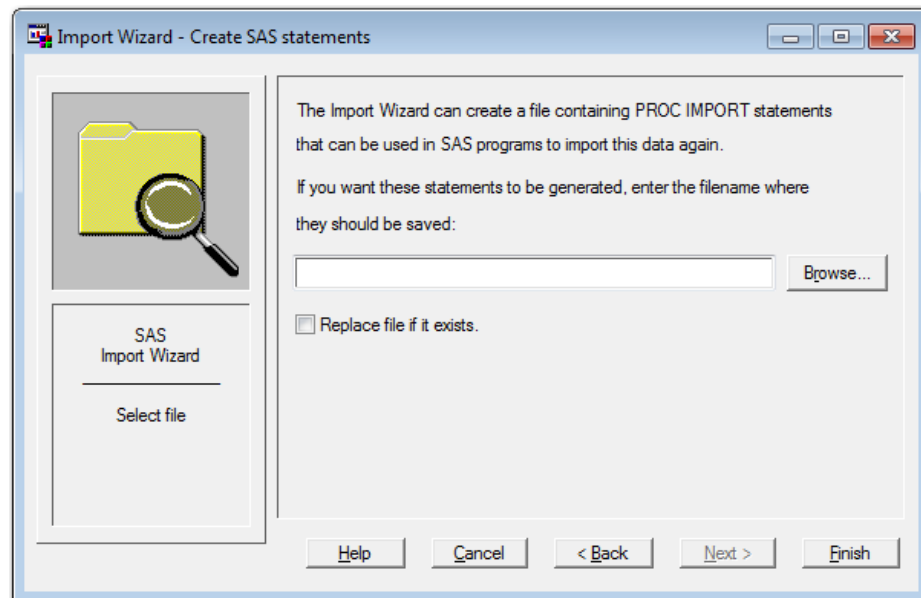 Import Wizard - Create SAS statements
The Import Wizard can create a file containing PROC IMPORT statements
that can be used in SAS programs to import this data again.
If you want these statements to be generated, enter the filename where
they should be saved:
Browse...
Replace file if it exists.
SAS
Import Wizard
Select file
Help
Cancel
< Back
Next >
Finish